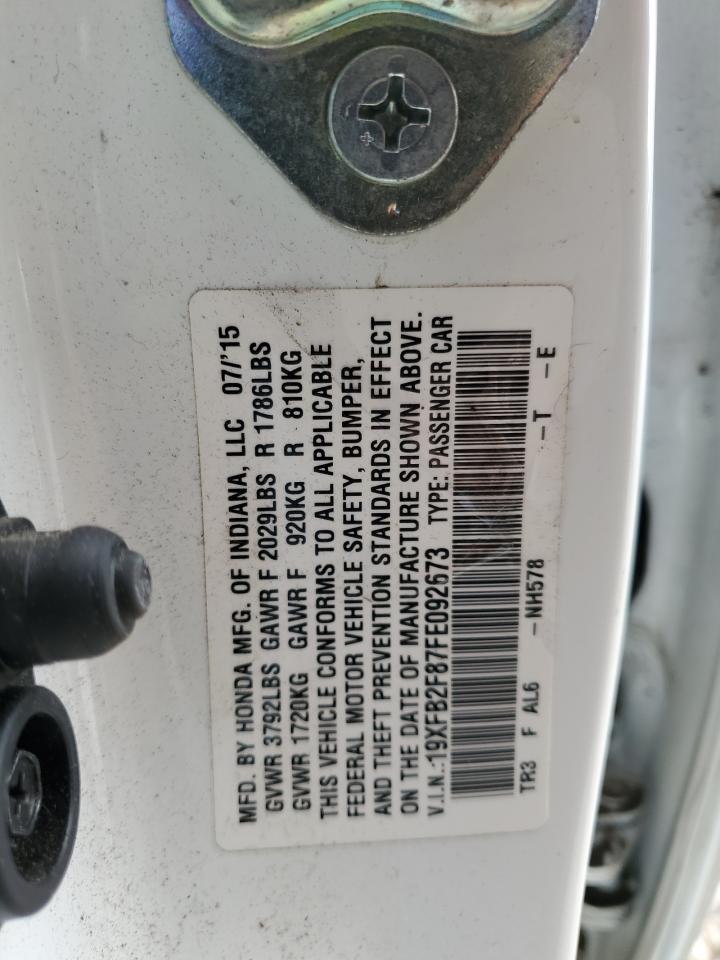 MFD. BY HONDA MFG. OF INDIANA, LLC 07/'15
GVWR 3792LBS GAWR F 2029LBS R 1786LBS
GVWR 1720KG GAWR F 920KG R 810KG
THIS VEHICLE CONFORMS TO ALL APPLICABLE
FEDERAL MOTOR VEHICLE SAFETY, BUMPER,
AND THEFT PREVENTION STANDARDS IN EFFECT
ON THE DATE OF MANUFACTURE SHOWN ABOVE.
V.I.N.:19XFB2F87FE092673 TYPE: PASSENGER CAR
TR3 F AL6 -NH578 -T -E